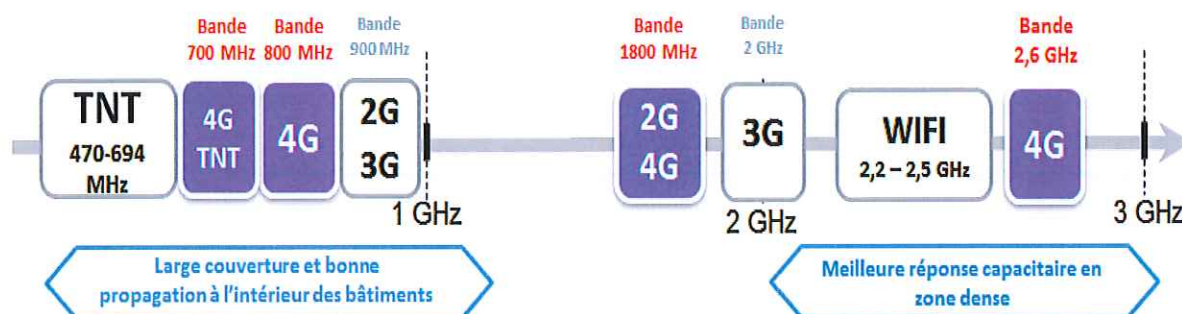 Bande
700 MHz
Bande
800 MHz
Bande
900 MHz
Bande
1800 MHz
Bande
2 GHz
Bande
2,6 GHz
TNT
470-694
MHz
4G
TNT
4G
2G
3G
2G
4G
3G
WIFI
2,2 – 2,5 GHz
4G
1 GHz
2 GHz
3 GHz
Large couverture et bonne
propagation à l'intérieur des bâtiments
Meilleure réponse capacitaire en
zone dense